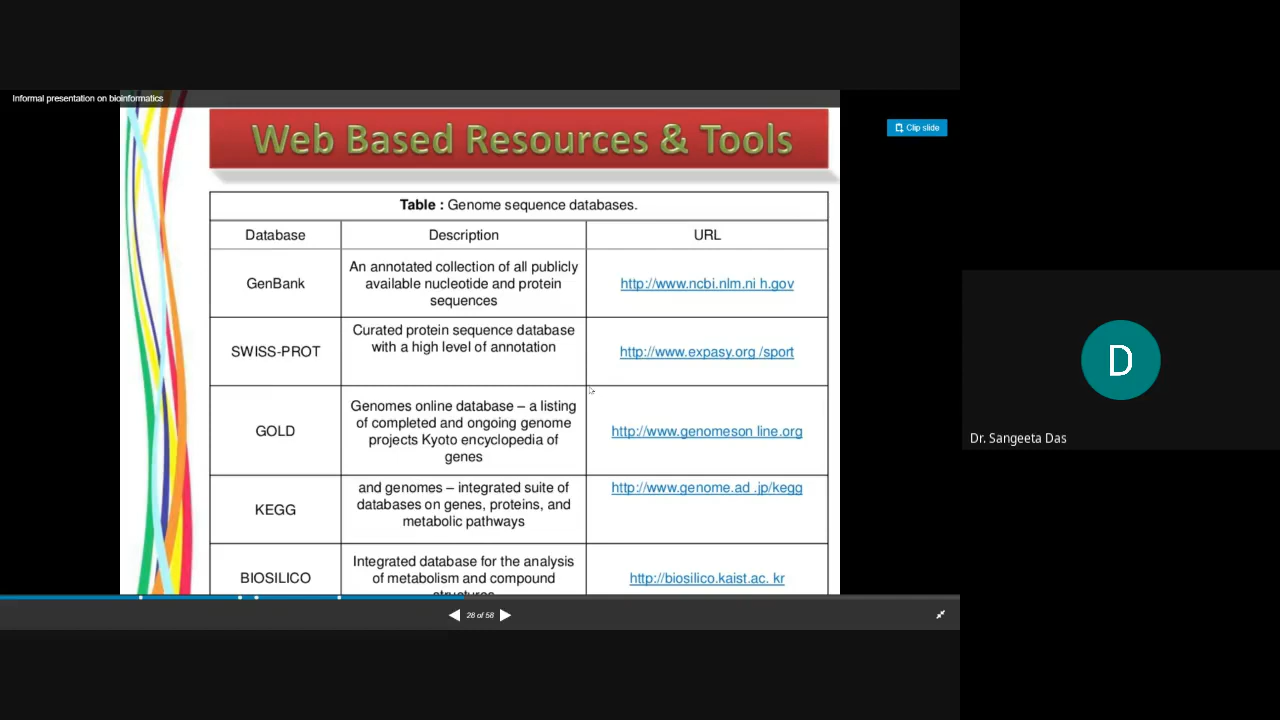 Informal presentation on bioinformatics
Clip slide
Web Based Resources & Tools
Table : Genome sequence databases.
Database Description URL
GenBank
An annotated collection of all publicly
available nucleotide and protein
sequences
http://www.ncbi.nlm.ni h.gov
SWISS-PROT
Curated protein sequence database
with a high level of annotation
http://www.expasy.org /sport
GOLD
Genomes online database – a listing
of completed and ongoing genome
projects Kyoto encyclopedia of
genes
http://www.genomeson line.org
KEGG
and genomes – integrated suite of
databases on genes, proteins, and
metabolic pathways
http://www.genome.ad .jp/kegg
BIOSILICO
Integrated database for the analysis
of metabolism and compound
structures
http://biosilico.kaist.ac. kr
28 of 58
D
Dr. Sangeeta Das